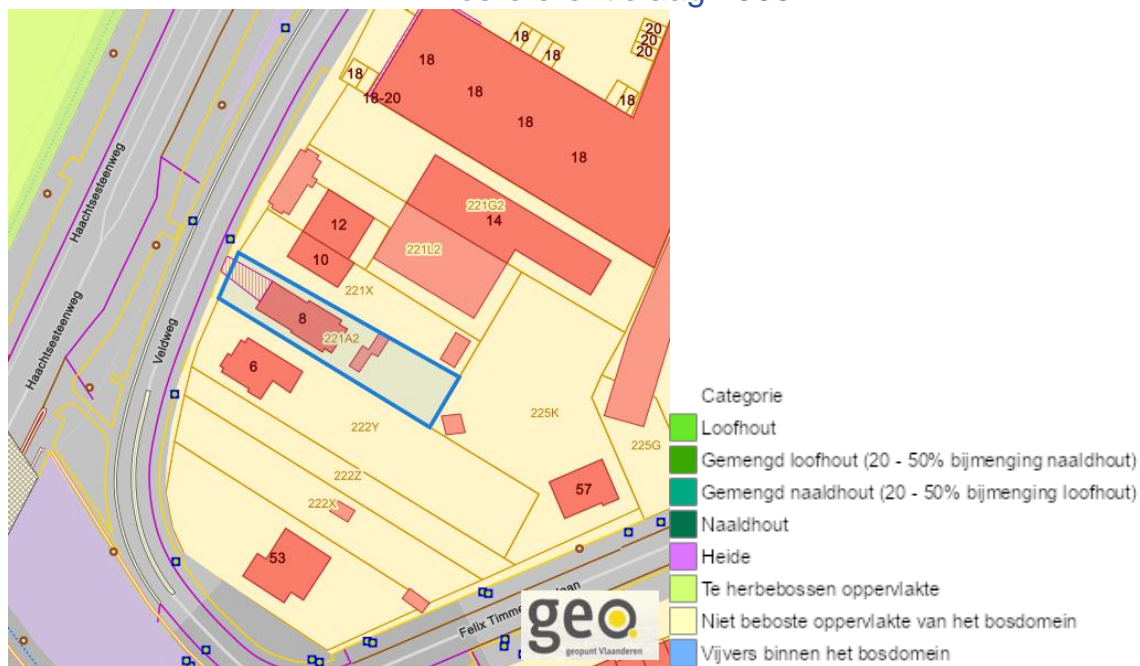 18 18 20
20
20
18
18
18-20
18
18
18
18
Haachtsesteenweg
221G2
14
12
221L2
10
Haachtsesteenweg
221X
Veldweg
8
221A2
6
225K
222Y
225G
222Z
57
222X
53
geo.
geopunt Vlaanderen
Categorie
Loofhout
Gemengd loofhout (20 - 50% bijmenging naaldhout)
Gemengd naaldhout (20 - 50% bijmenging loofhout)
Naaldhout
Heide
Te herbebossen oppervlakte
Niet beboste oppervlakte van het bosdomein
Vijvers binnen het bosdomein